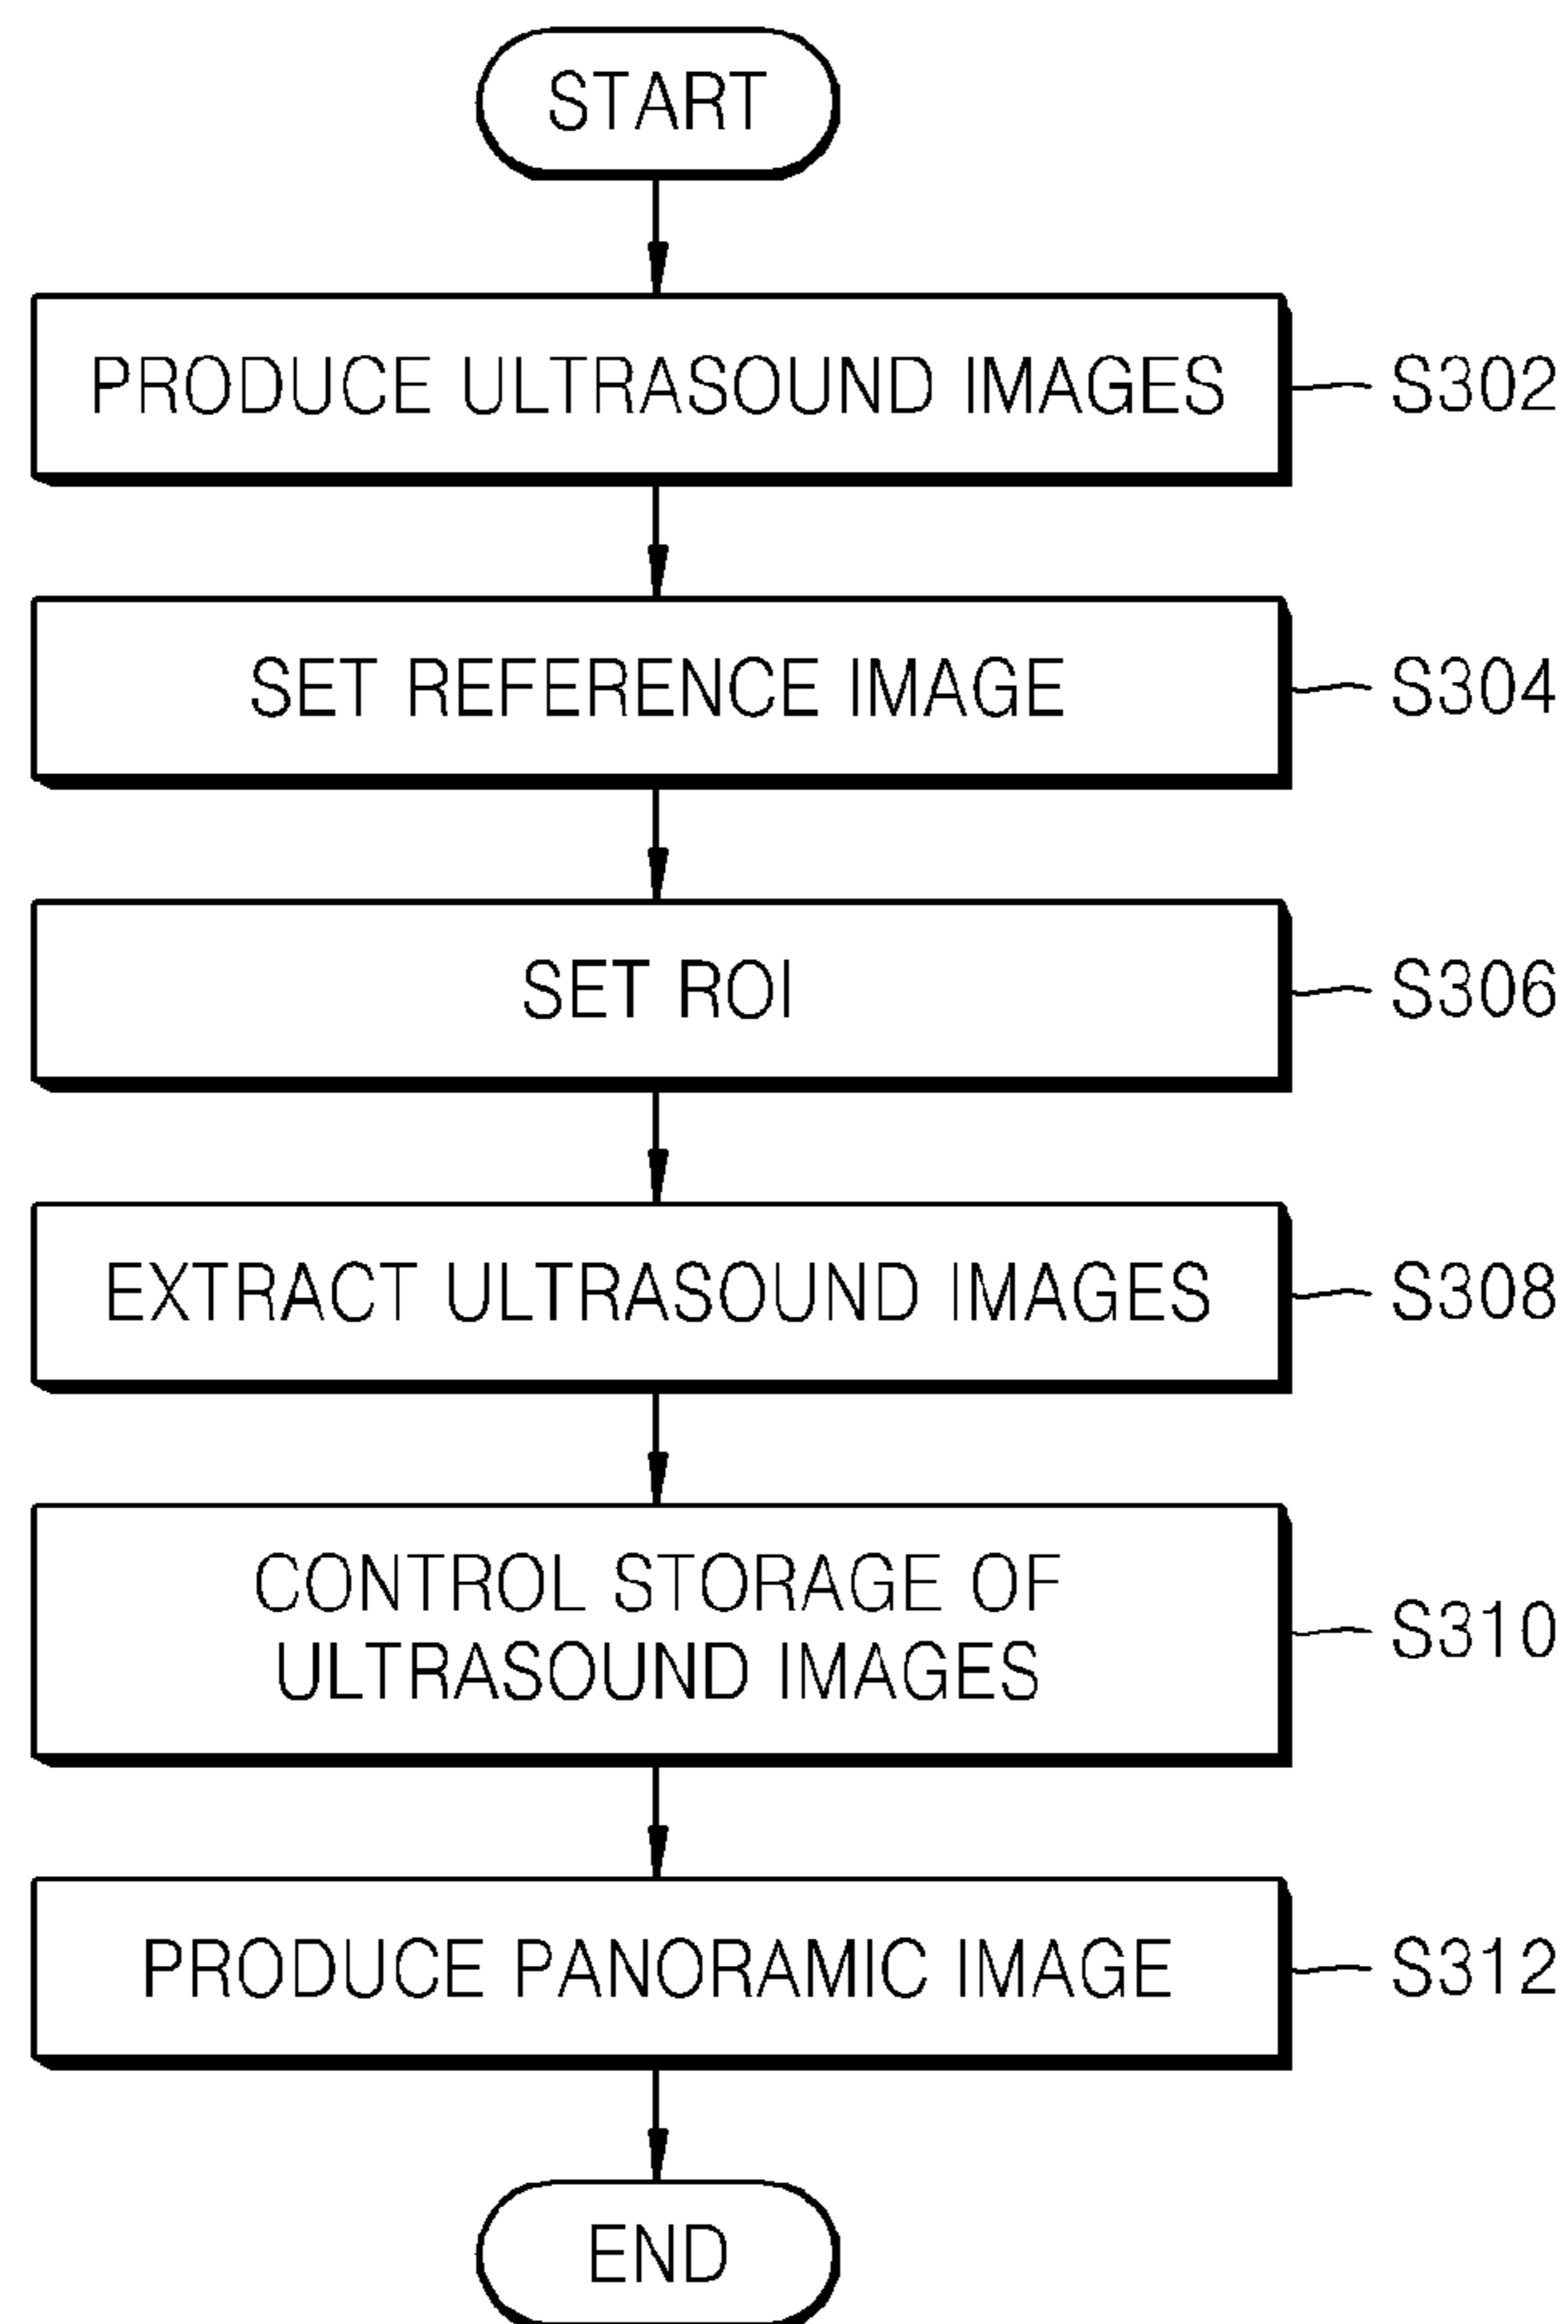 START
PRODUCE ULTRASOUND IMAGES
S302
SET REFERENCE IMAGE
S304
SET ROI
S306
EXTRACT ULTRASOUND IMAGES
S308
CONTROL STORAGE OF
ULTRASOUND IMAGES
S310
PRODUCE PANORAMIC IMAGE
S312
END